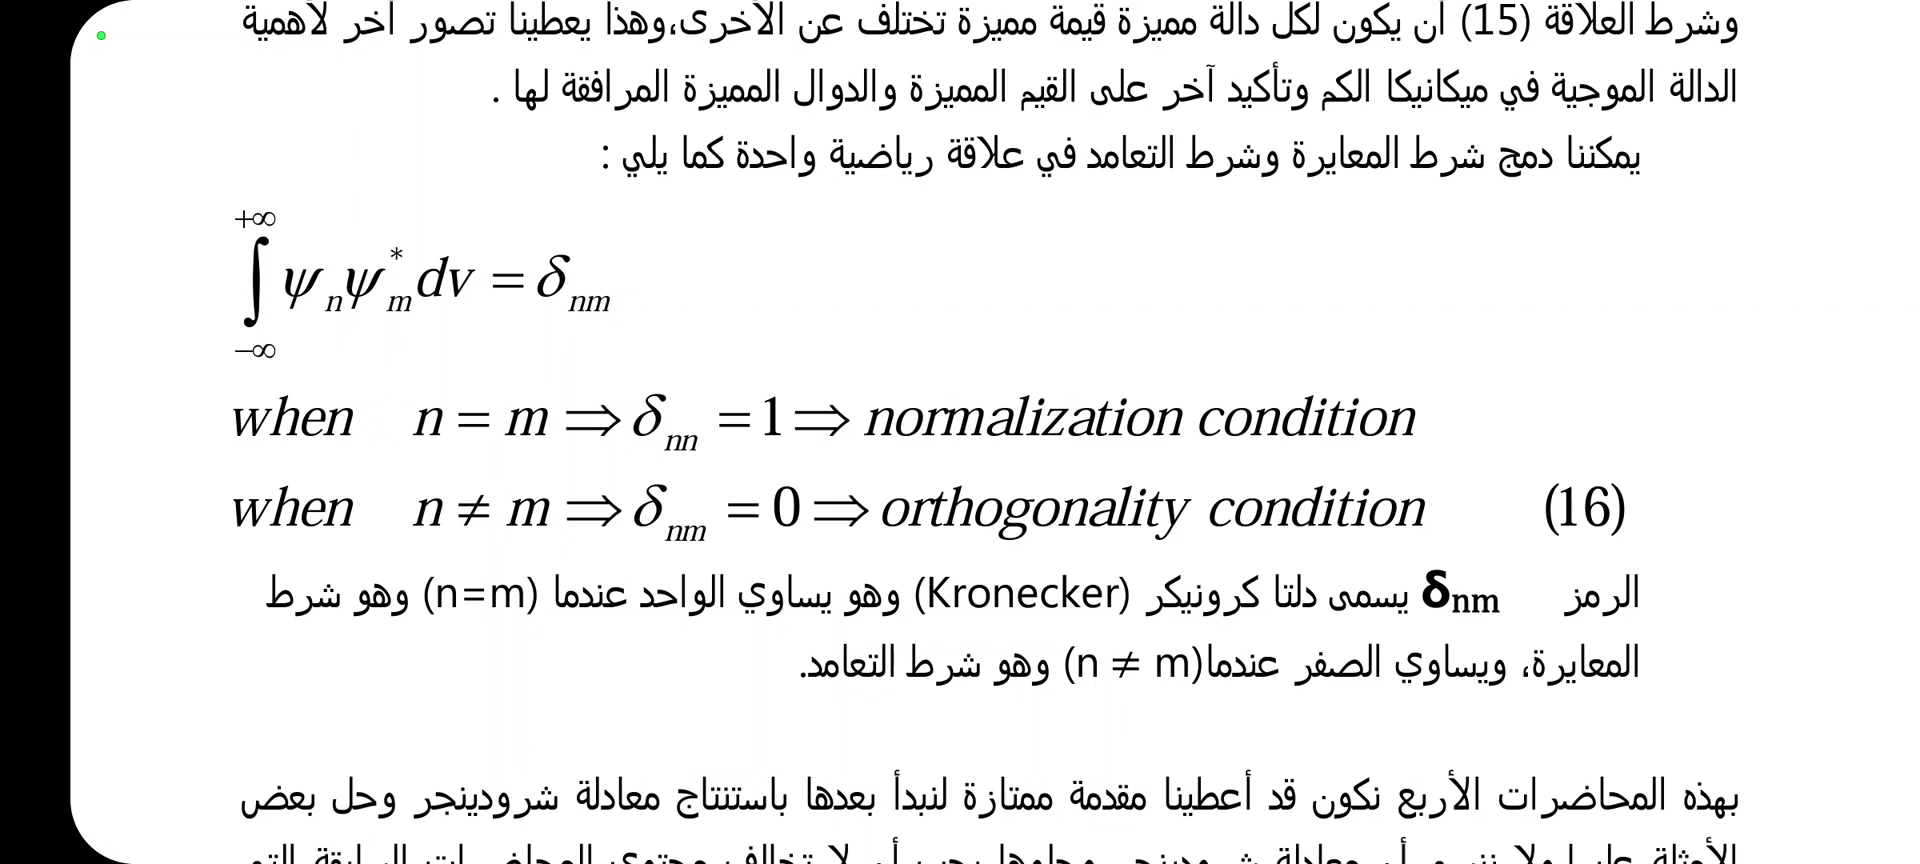 وشرط العلاقة (15) أن يكون لكل دالة مميزة قيمة مميزة تختلف عن الأخرى،وهذا يعطينا تصور آخر لأهمية
الدالة الموجية في ميكانيكا الكم وتأكيد آخر على القيم المميزة والدوال المميزة المرافقة لها .
يمكننا دمج شرط المعايرة وشرط التعامد في علاقة رياضية واحدة كما يلي :
+∞
∫ ψₙψₘ* dv = δₙₘ
−∞
when n = m ⇒ δₙₙ = 1 ⇒ normalization condition
when n ≠ m ⇒ δₙₘ = 0 ⇒ orthogonality condition (16)
الرمز δnm يسمى دلتا كرونيكر (Kronecker) وهو يساوي الواحد عندما (n=m) وهو شرط
المعايرة، ويساوي الصفر عندما(n ≠ m) وهو شرط التعامد.
بهذه المحاضرات الأربع نكون قد أعطينا مقدمة ممتازة لنبدأ بعدها باستنتاج معادلة شرودينجر وحل بعض